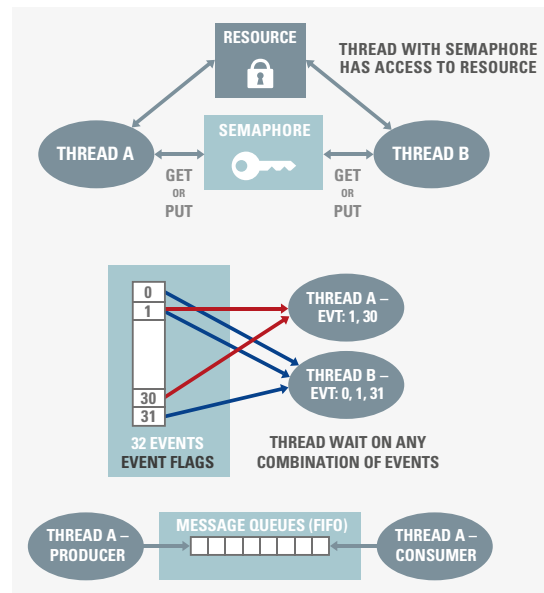 RESOURCE
THREAD WITH SEMAPHORE
HAS ACCESS TO RESOURCE
SEMAPHORE
THREAD A
THREAD B
GET
OR
PUT
GET
OR
PUT
0
1
30
31
THREAD A –
EVT: 1, 30
THREAD B –
EVT: 0, 1, 31
32 EVENTS
EVENT FLAGS
THREAD WAIT ON ANY
COMBINATION OF EVENTS
THREAD A –
PRODUCER
MESSAGE QUEUES (FIFO)
THREAD A –
CONSUMER